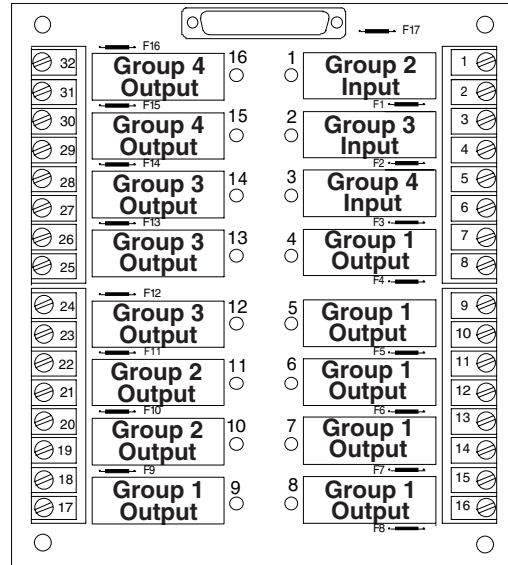 F17
F16
32
Group 4
Output
16
1
Group 2
Input
1
31
F15
F1
2
30
Group 4
Output
15
2
Group 3
Input
3
29
F14
F2
4
28
Group 3
Output
14
3
Group 4
Input
5
27
F13
F3
6
26
Group 3
Output
13
4
Group 1
Output
7
25
F4
8
F12
24
Group 3
Output
12
5
Group 1
Output
9
23
F11
F5
10
22
Group 2
Output
11
6
Group 1
Output
11
21
F10
F6
12
20
Group 2
Output
10
7
Group 1
Output
13
19
F9
F7
14
18
Group 1
Output
9
8
Group 1
Output
15
17
F8
16